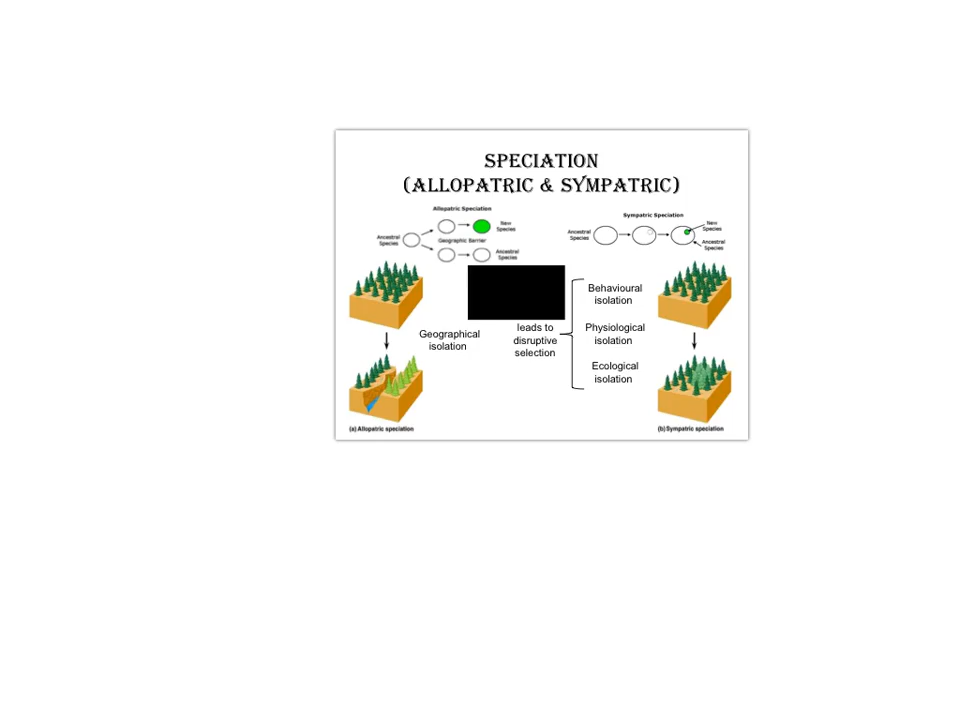 SPECIATION
(ALLOPATRIC & SYMPATRIC)
Allopatric Speciation
Ancestral
Species
New
Species
Geographic Barrier
Ancestral
Species
Sympatric Speciation
Ancestral
Species
New
Species
Ancestral
Species
Geographical
isolation
leads to
disruptive
selection
Behavioural
isolation
Physiological
isolation
Ecological
isolation
(a) Allopatric speciation
(b) Sympatric speciation